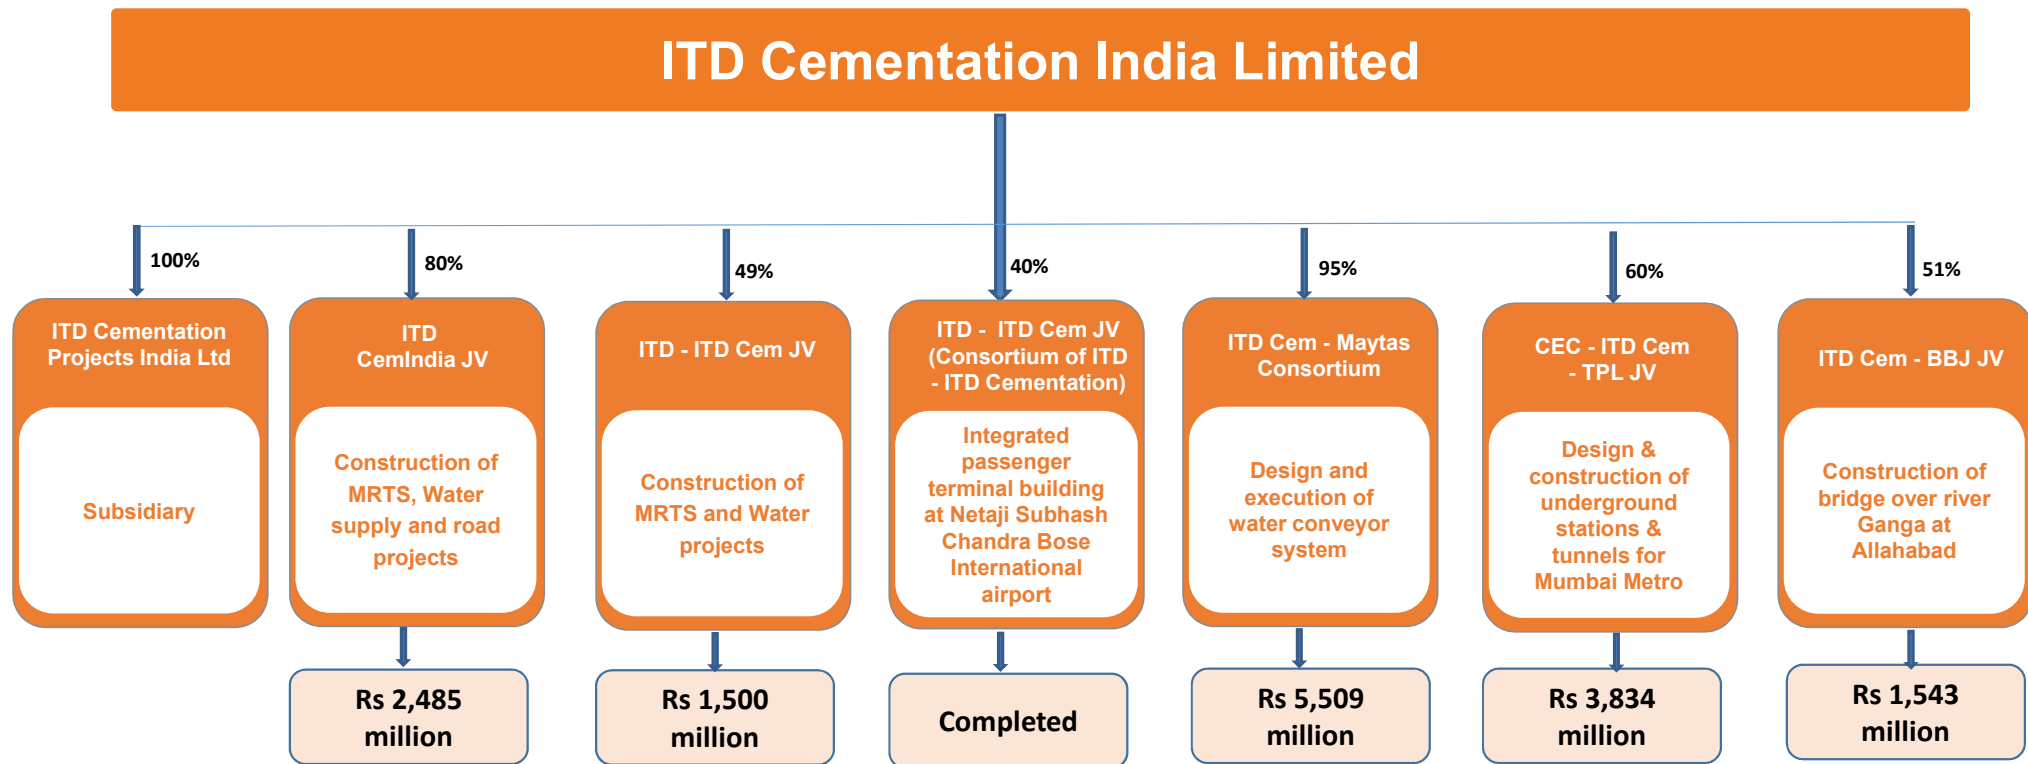 ITD Cementation India Limited
100%
80%
49%
40%
95%
60%
51%
ITD Cementation
Projects India Ltd
Subsidiary
ITD
CemIndia JV
Construction of
MRTS, Water
supply and road
projects
Rs 2,485
million
ITD - ITD Cem JV
Construction of
MRTS and Water
projects
Rs 1,500
million
ITD - ITD Cem JV
(Consortium of ITD
- ITD Cementation)
Integrated
passenger
terminal building
at Netaji Subhash
Chandra Bose
International
airport
Completed
ITD Cem - Maytas
Consortium
Design and
execution of
water conveyor
system
Rs 5,509
million
CEC - ITD Cem
- TPL JV
Design &
construction of
underground
stations &
tunnels for
Mumbai Metro
Rs 3,834
million
ITD Cem - BBJ JV
Construction of
bridge over river
Ganga at
Allahabad
Rs 1,543
million